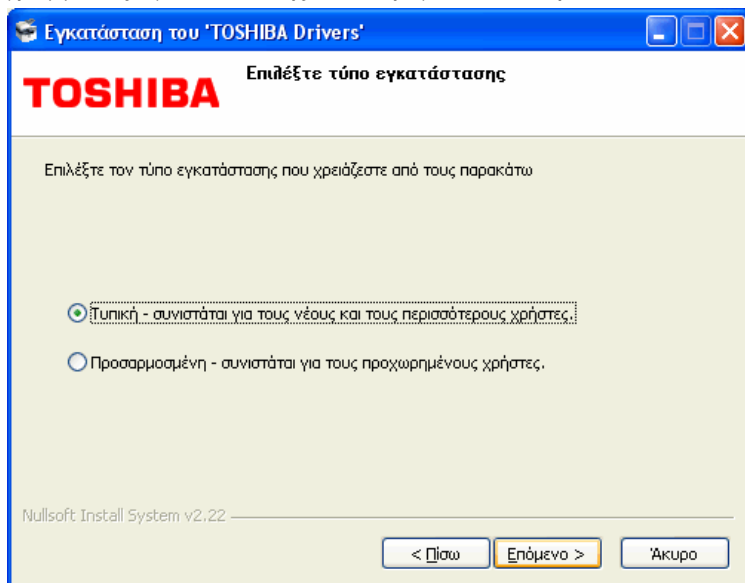 Εγκατάσταση του 'TOSHIBA Drivers'
TOSHIBA
Επιλέξτε τύπο εγκατάστασης
Επιλέξτε τον τύπο εγκατάστασης που χρειάζεστε από τους παρακάτω
Τυπική - συνιστάται για τους νέους και τους περισσότερους χρήστες.
Προσαρμοσμένη - συνιστάται για τους προχωρημένους χρήστες.
Nullsoft Install System v2.22
< Πίσω
Επόμενο >
Άκυρο